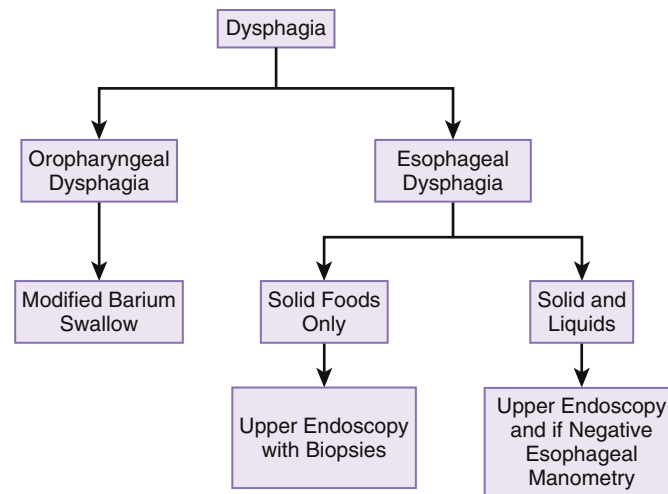 Dysphagia
Oropharyngeal
Dysphagia
Esophageal
Dysphagia
Modified Barium
Swallow
Solid Foods
Only
Solid and
Liquids
Upper Endoscopy
with Biopsies
Upper Endoscopy
and if Negative
Esophageal
Manometry